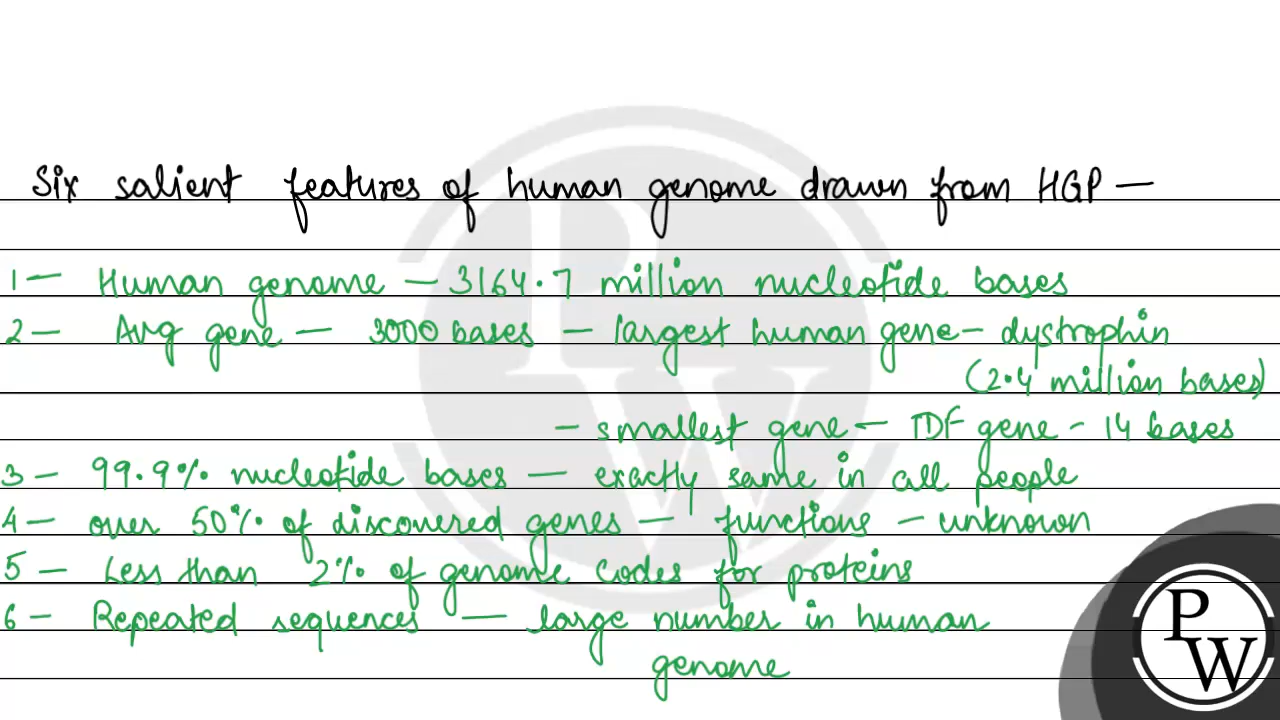 Six salient features of human genome drawn from HGP —
1 — Human genome — 3164.7 million nucleotide bases
2 — Avg gene — 3000 bases — largest human gene — dystrophin
(2.4 million bases)
— smallest gene — TDF gene - 14 bases
3 — 99.9% nucleotide bases — exactly same in all people
4 — over 50% of discovered genes — functions — unknown
5 — Less than 2% of genome codes for proteins
6 — Repeated sequences — large number in human
genome
PW
PW